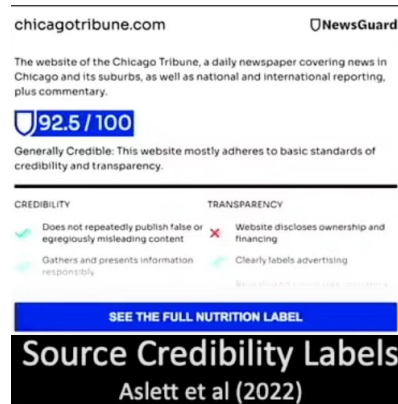 chicagotribune.com
NewsGuard
The website of the Chicago Tribune, a daily newspaper covering news in
Chicago and its suburbs, as well as national and international reporting,
plus commentary.
92.5 / 100
Generally Credible: This website mostly adheres to basic standards of
credibility and transparency.
CREDIBILITY
TRANSPARENCY
Does not repeatedly publish false or
egregiously misleading content
Website discloses ownership and
financing
Gathers and presents information
responsibly
Clearly labels advertising
SEE THE FULL NUTRITION LABEL
Source Credibility Labels
Aslett et al (2022)